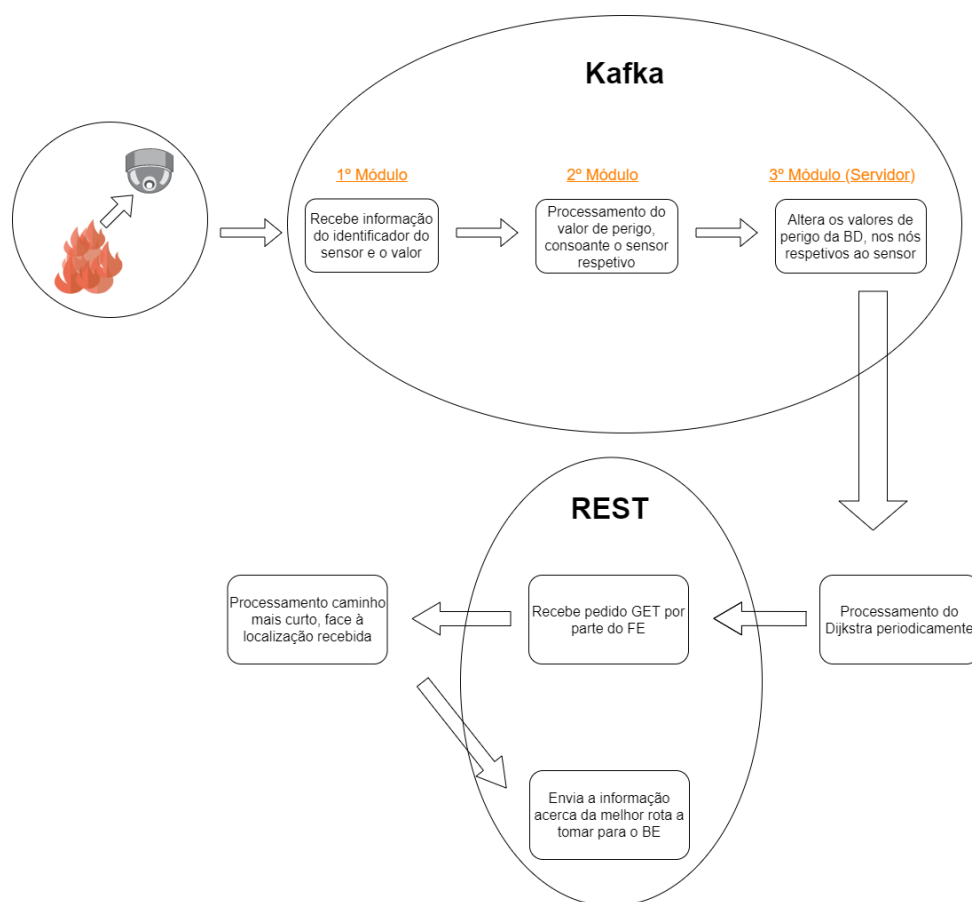 Kafka
1º Módulo
Recebe informação
do identificador do
sensor e o valor
2º Módulo
Processamento do
valor de perigo,
consoante o sensor
respetivo
3º Módulo (Servidor)
Altera os valores de
perigo da BD, nos nós
respetivos ao sensor
REST
Processamento do
Dijkstra periodicamente
Recebe pedido GET por
parte do FE
Processamento caminho
mais curto, face à
localização recebida
Envia a informação
acerca da melhor rota a
tomar para o BE